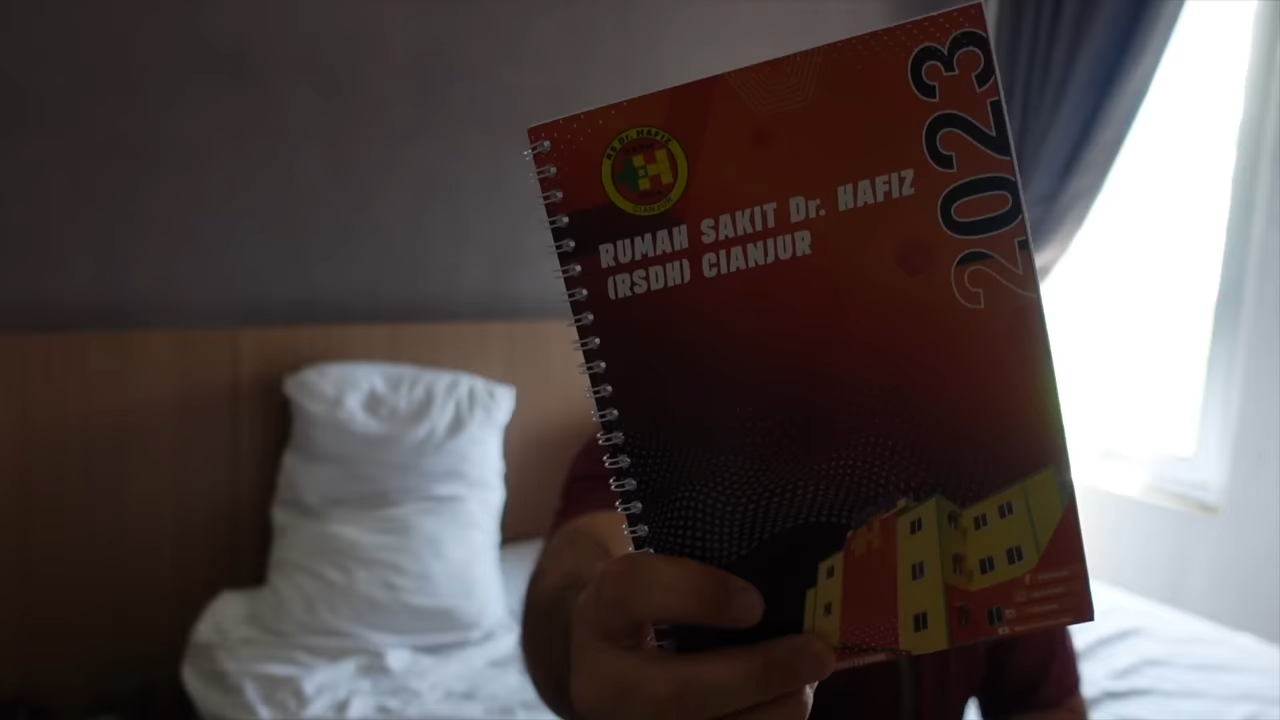 RS Dr. HAFIZ
H
CIANJUR
RUMAH SAKIT Dr. HAFIZ
(RSDH) CIANJUR
2023